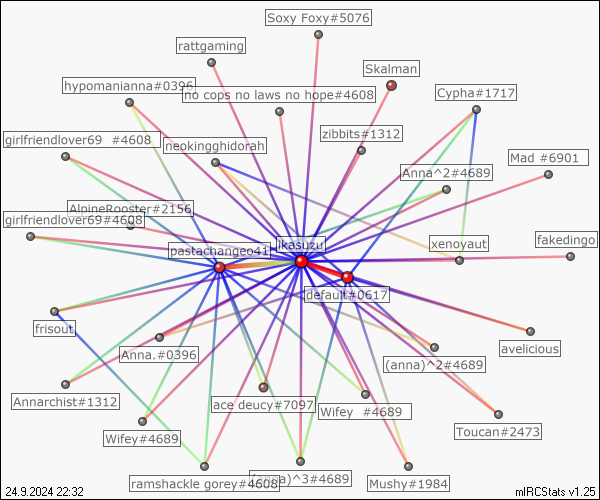 Soxy Foxy#5076
rattgaming
Skalman
hypomanianna#0396
no cops no laws no hope#4608
Cypha#1717
zibbits#1312
girlfriendlover69 #4608
neokingghidorah
Mad #6901
Anna^2#4689
AlpineRooster#2156
girlfriendlover69#4608
ikasuzu
pastachangeo41
xenoyaut
fakedingo
default#0617
frisout
Anna.#0396
avelicious
(anna)^2#4689
Annarchist#1312
ace deucy#7097
Wifey #4689
Toucan#2473
Wifey#4689
ramshackle gorey#4608
(anna)^3#4689
Mushy#1984
24.9.2024 22:32
mIRCStats v1.25